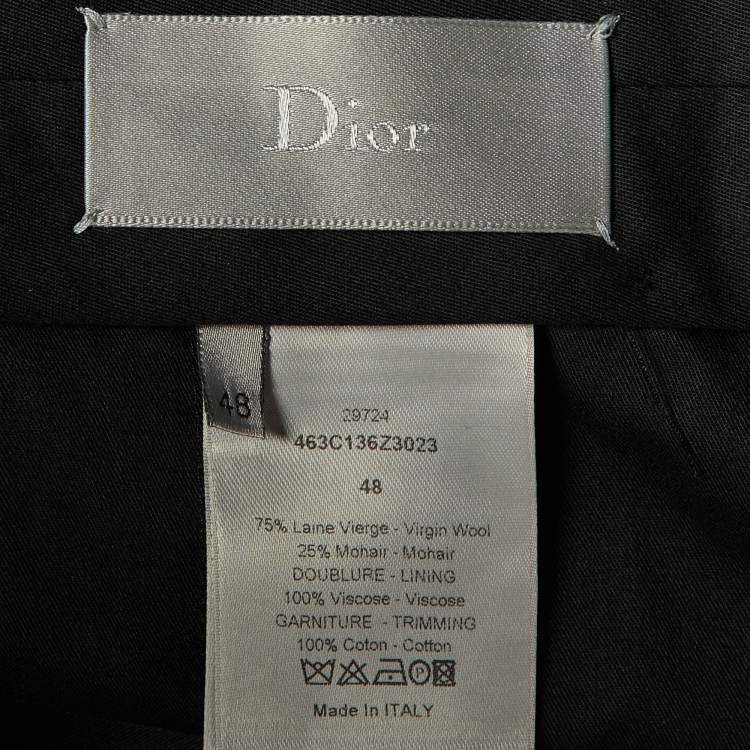 Dior
48
29724
463C136Z3023
48
75% Laine Vierge - Virgin Wool
25% Mohair - Mohair
DOUBLURE - LINING
100% Viscose - Viscose
GARNITURE - TRIMMING
100% Coton - Cotton
Made In ITALY